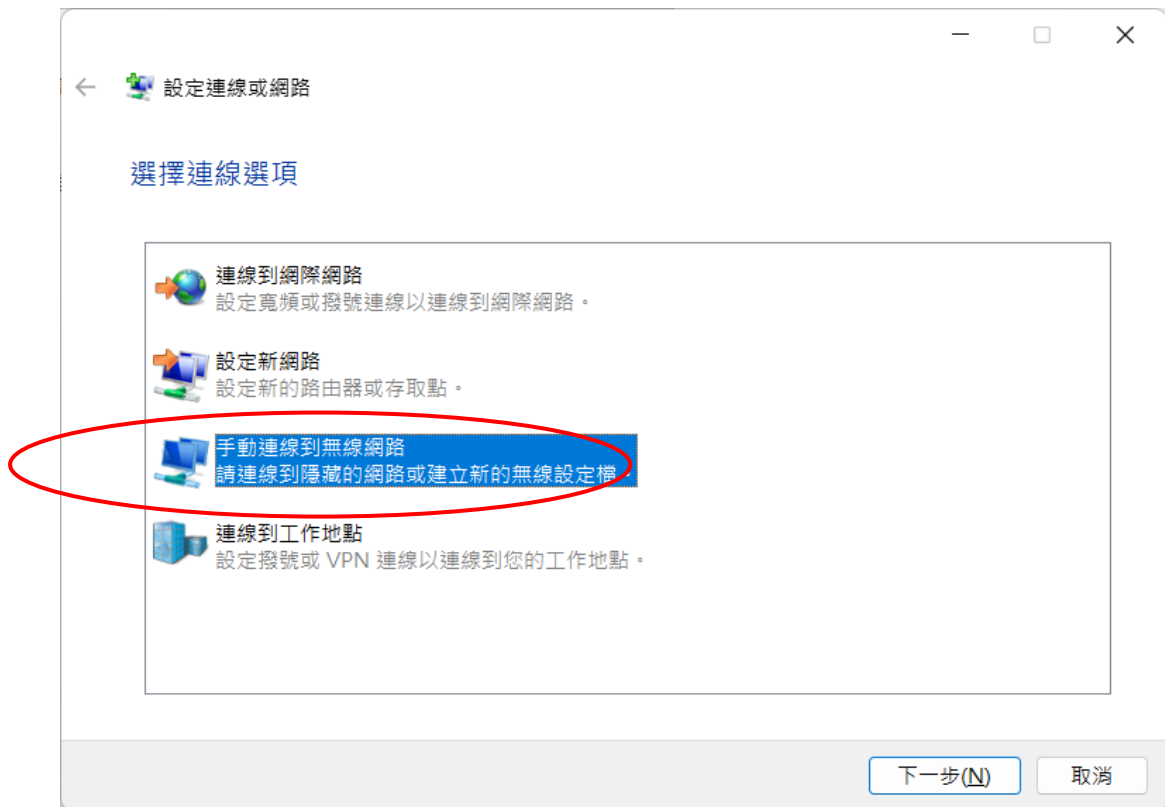 設定連線或網路
選擇連線選項
連線到網際網路
設定寬頻或撥號連線以連線到網際網路。
設定新網路
設定新的路由器或存取點。
手動連線到無線網路
請連線到隱藏的網路或建立新的無線設定檔。
連線到工作地點
設定撥號或 VPN 連線以連線到您的工作地點。
下一步(N)
取消